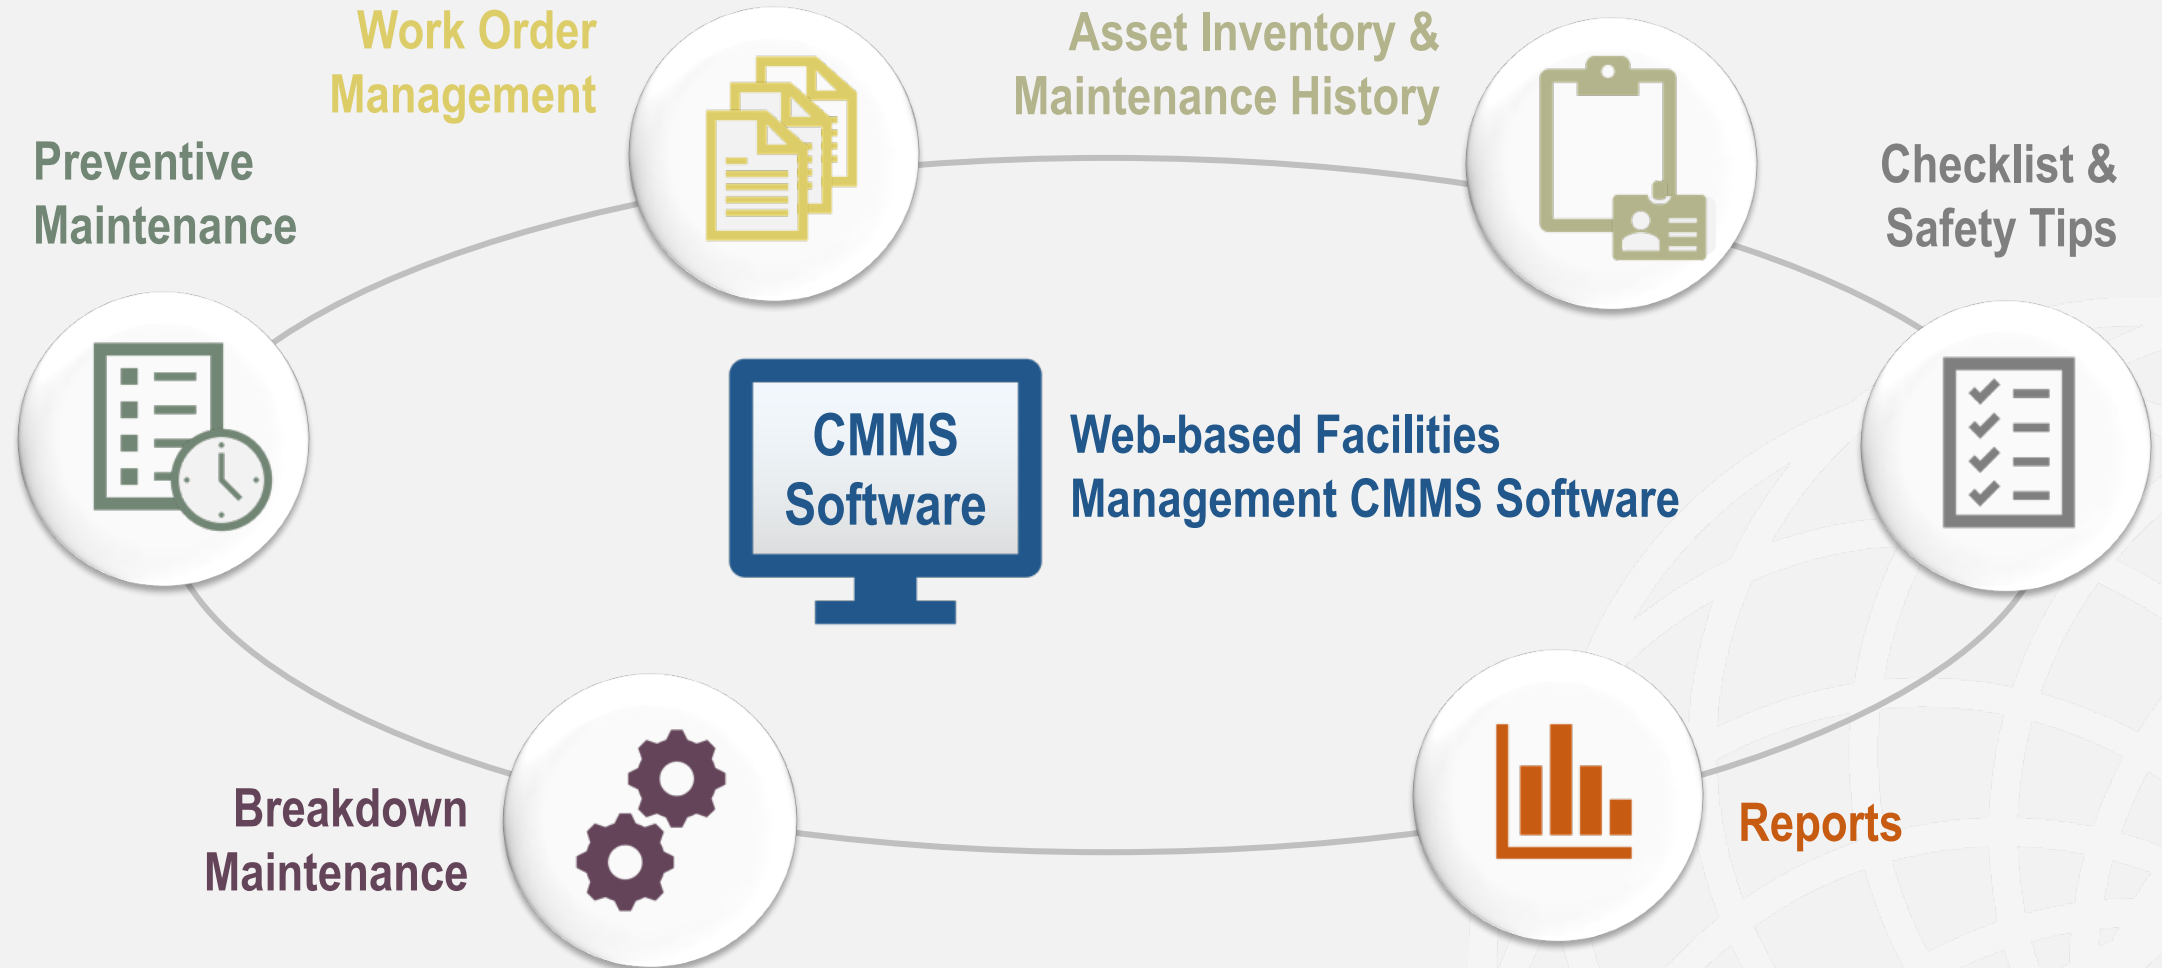 Work Order
Management
Asset Inventory &
Maintenance History
Preventive
Maintenance
Checklist &
Safety Tips
CMMS
Software
Web-based Facilities
Management CMMS Software
Breakdown
Maintenance
Reports